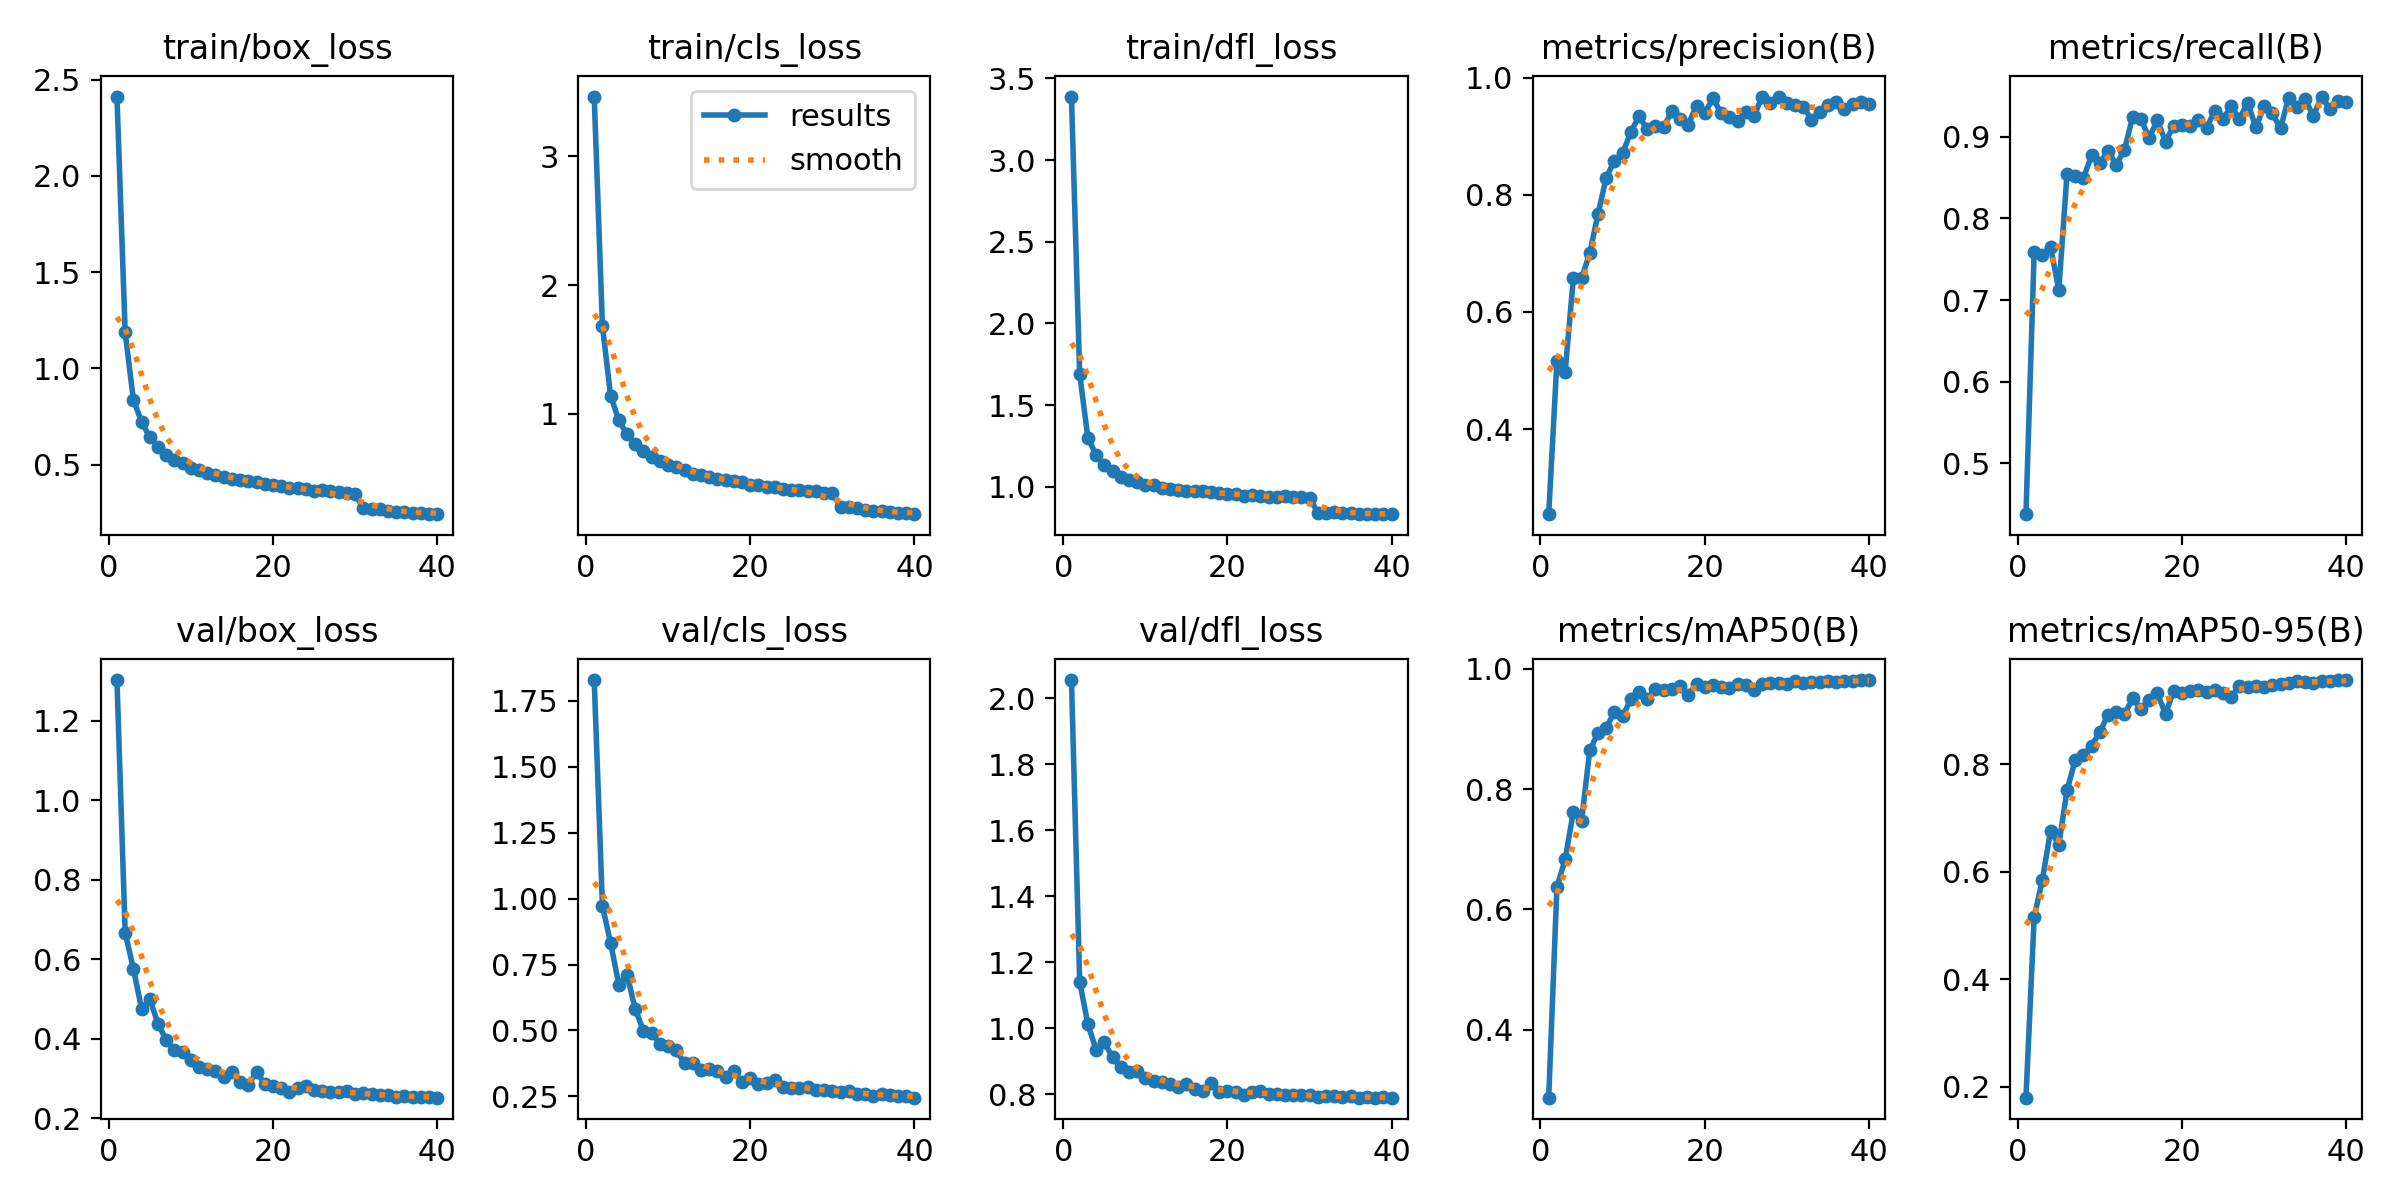 train/box_loss
2.5
2.0
1.5
1.0
0.5
0 20 40
train/cls_loss
results
smooth
3
2
1
0 20 40
train/dfl_loss
3.5
3.0
2.5
2.0
1.5
1.0
0 20 40
metrics/precision(B)
1.0
0.8
0.6
0.4
0 20 40
metrics/recall(B)
0.9
0.8
0.7
0.6
0.5
0 20 40
val/box_loss
1.2
1.0
0.8
0.6
0.4
0.2
0 20 40
val/cls_loss
1.75
1.50
1.25
1.00
0.75
0.50
0.25
0 20 40
val/dfl_loss
2.0
1.8
1.6
1.4
1.2
1.0
0.8
0 20 40
metrics/mAP50(B)
1.0
0.8
0.6
0.4
0 20 40
metrics/mAP50-95(B)
0.8
0.6
0.4
0.2
0 20 40